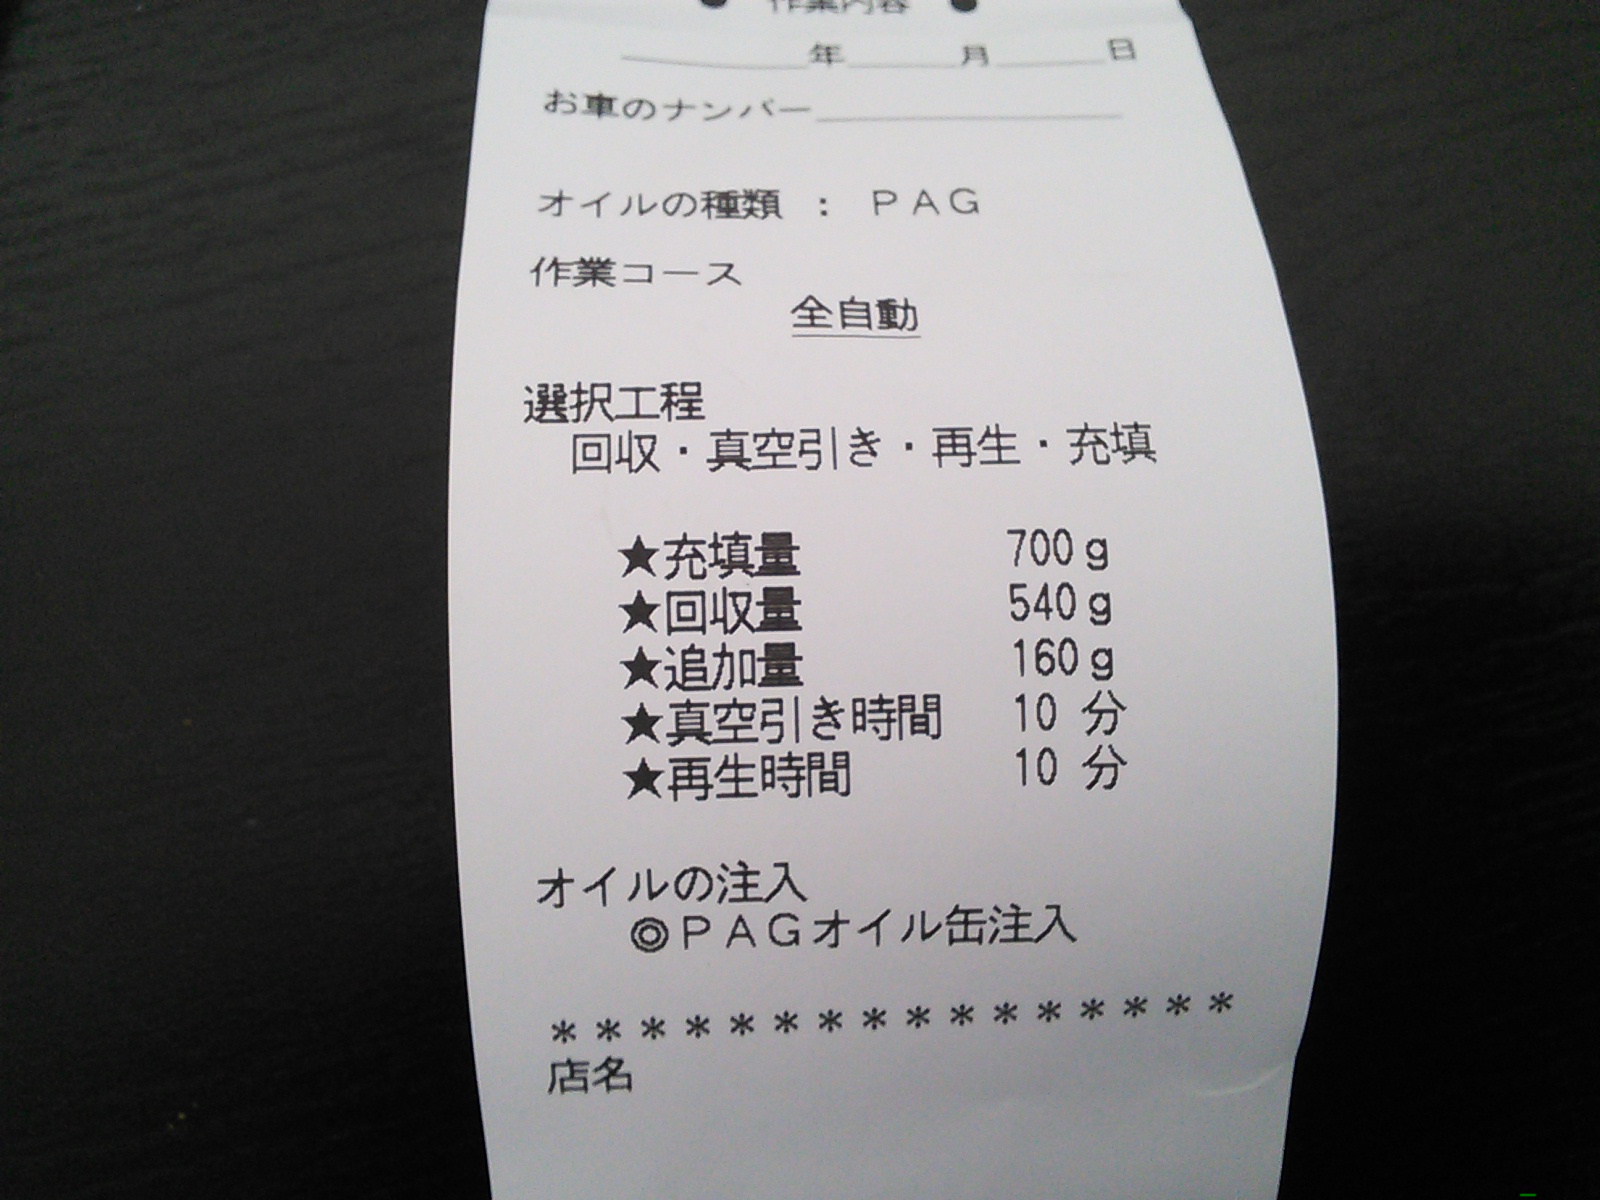 ● 作業内容 ●
年 月 日
お車のナンバー
オイルの種類 : PAG
作業コース
全自動
選択工程
回収・真空引き・再生・充填
★充填量 700g
★回収量 540g
★追加量 160g
★真空引き時間 10 分
★再生時間 10 分
オイルの注入
◎PAGオイル缶注入
****************
店名